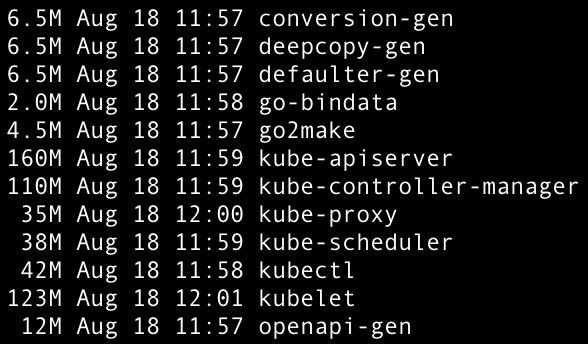 6.5M Aug 18 11:57 conversion-gen
6.5M Aug 18 11:57 deepcopy-gen
6.5M Aug 18 11:57 defaulter-gen
2.0M Aug 18 11:58 go-bindata
4.5M Aug 18 11:57 go2make
160M Aug 18 11:59 kube-apiserver
110M Aug 18 11:59 kube-controller-manager
35M Aug 18 12:00 kube-proxy
38M Aug 18 11:59 kube-scheduler
42M Aug 18 11:58 kubectl
123M Aug 18 12:01 kubelet
12M Aug 18 11:57 openapi-gen